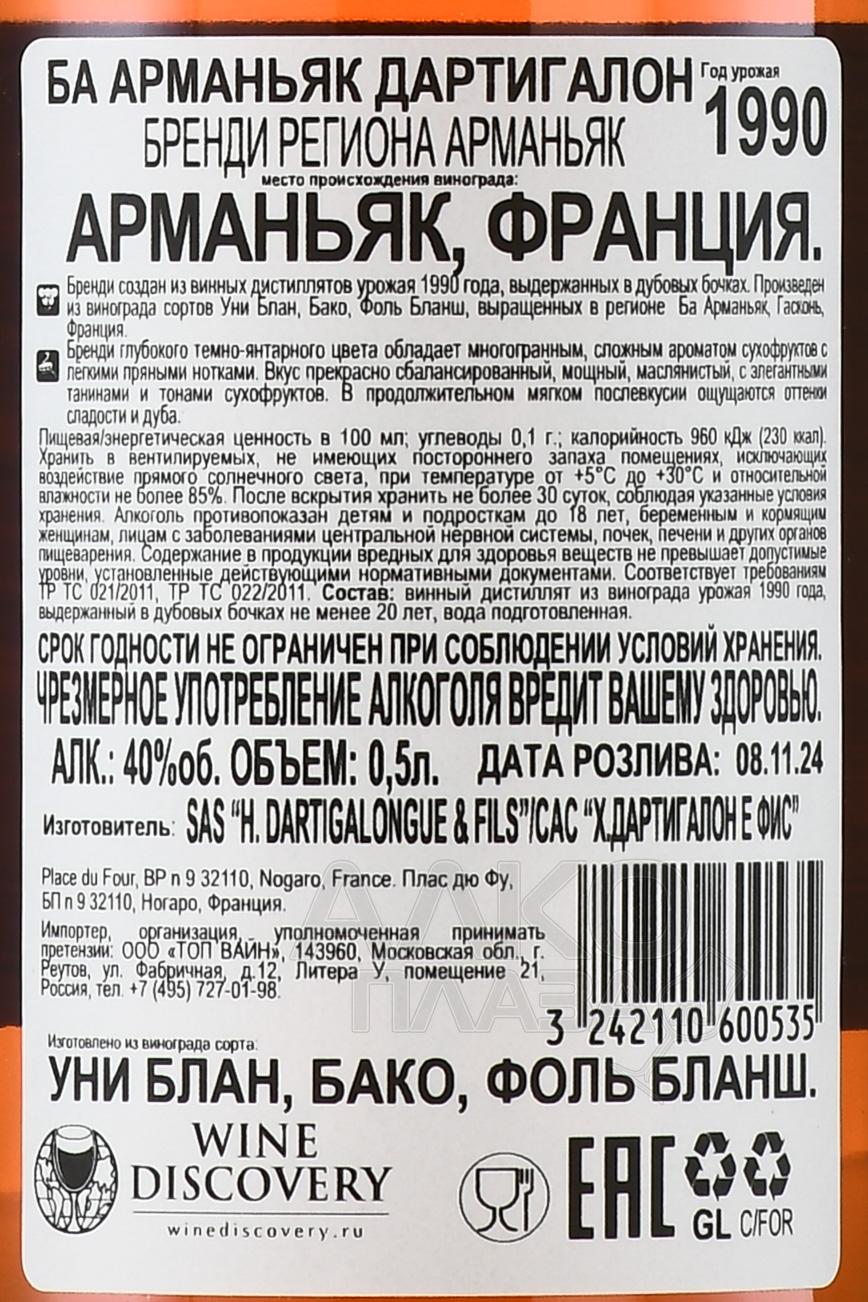 БА АРМАНЬЯК ДАРТИГАЛОН
Год урожая
1990
БРЕНДИ РЕГИОНА АРМАНЬЯК
место происхождения винограда:
АРМАНЬЯК, ФРАНЦИЯ.
Бренди создан из винных дистиллятов урожая 1990 года, выдержанных в дубовых бочках. Произведен
из винограда сортов Уни Блан, Бако, Фоль Бланш, выращенных в регионе Ба Арманьяк, Гасконь,
Франция.
Бренди глубокого темно-янтарного цвета обладает многогранным, сложным ароматом сухофруктов с
легкими пряными нотками. Вкус прекрасно сбалансированный, мощный, маслянистый, с элегантными
танинами и тонами сухофруктов. В продолжительном мягком послевкусии ощущаются оттенки
сладости и дуба.
Пищевая/энергетическая ценность в 100 мл; углеводы 0,1 г.; калорийность 960 кДж (230 ккал).
Хранить в вентилируемых, не имеющих постороннего запаха помещениях, исключающих
воздействие прямого солнечного света, при температуре от +5°C до +30°C и относительной
влажности не более 85%. После вскрытия хранить не более 30 суток, соблюдая указанные условия
хранения. Алкоголь противопоказан детям и подросткам до 18 лет, беременным и кормящим
женщинам, лицам с заболеваниями центральной нервной системы, почек, печени и других органов
пищеварения. Содержание в продукции вредных для здоровья веществ не превышает допустимые
уровни, установленные действующими нормативными документами. Соответствует требованиям
ТР ТС 021/2011, ТР ТС 022/2011. Состав: винный дистиллят из винограда урожая 1990 года,
выдержанный в дубовых бочках не менее 20 лет, вода подготовленная.
СРОК ГОДНОСТИ НЕ ОГРАНИЧЕН ПРИ СОБЛЮДЕНИИ УСЛОВИЙ ХРАНЕНИЯ.
ЧРЕЗМЕРНОЕ УПОТРЕБЛЕНИЕ АЛКОГОЛЯ ВРЕДИТ ВАШЕМУ ЗДОРОВЬЮ.
АЛК.: 40%об. ОБЪЕМ: 0,5л. ДАТА РОЗЛИВА: 08.11.24
Изготовитель: SAS “H. DARTIGALONGUE & FILS”/САС “Х.ДАРТИГАЛОН Е ФИС”
Place du Four, BP n 9 32110, Nogaro, France. Плас дю Фу,
БП n 9 32110, Ногаро, Франция.
Импортер, организация, уполномоченная принимать
претензии: ООО «ТОП ВАЙН», 143960, Московская обл., г.
Реутов, ул. Фабричная, д.12, Литера У, помещение 21,
Россия, тел. +7 (495) 727-01-98.
АЛКО
ПЛАЗА
3 242110 600535
Изготовлено из винограда сорта:
УНИ БЛАН, БАКО, ФОЛЬ БЛАНШ.
WINE
DISCOVERY
winediscovery.ru
EAC
GL C/FOR